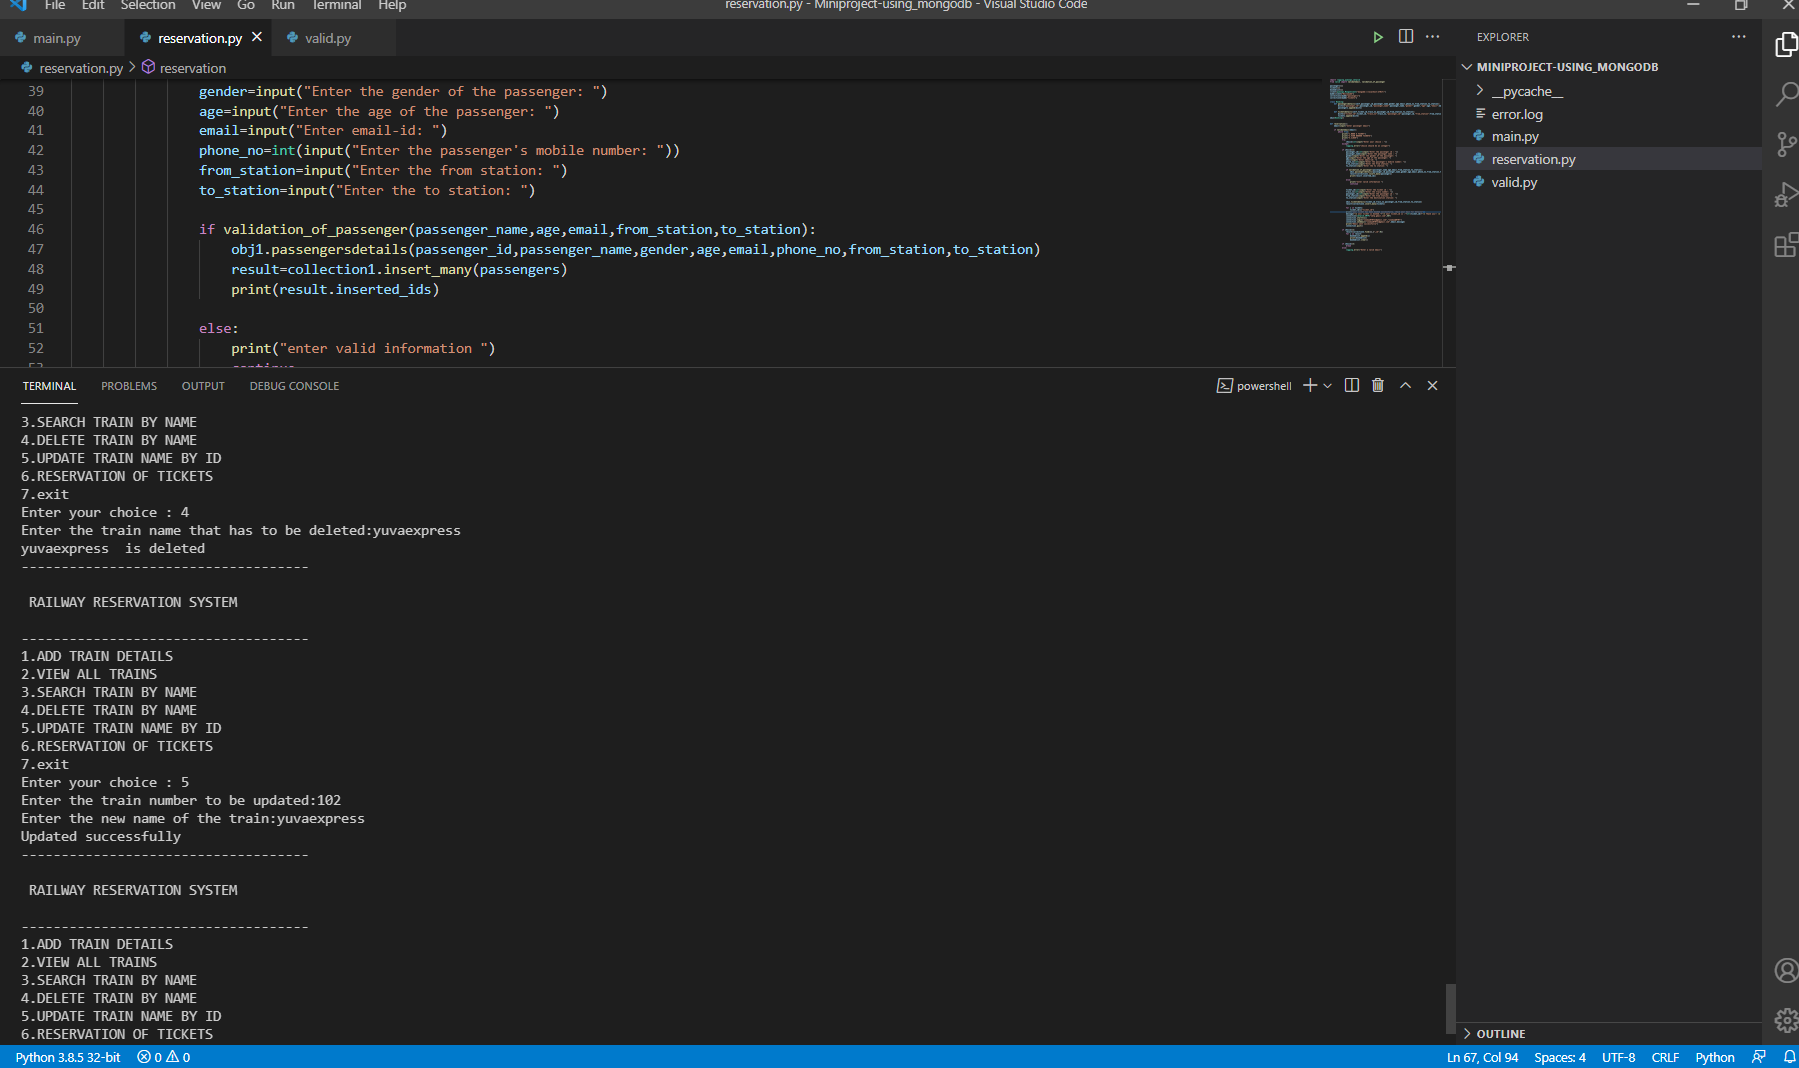 File Edit Selection View Go Run Terminal Help reservation.py - Miniproject-using_mongodb - Visual Studio Code
main.py reservation.py valid.py
reservation.py > reservation
39 gender=input("Enter the gender of the passenger: ")
40 age=input("Enter the age of the passenger: ")
41 email=input("Enter email-id: ")
42 phone_no=int(input("Enter the passenger's mobile number: "))
43 from_station=input("Enter the from station: ")
44 to_station=input("Enter the to station: ")
45
46 if validation_of_passenger(passenger_name,age,email,from_station,to_station):
47 obj1.passengersdetails(passenger_id,passenger_name,gender,age,email,phone_no,from_station,to_station)
48 result=collection1.insert_many(passengers)
49 print(result.inserted_ids)
50
51 else:
52 print("enter valid information ")
53 continue
TERMINAL PROBLEMS OUTPUT DEBUG CONSOLE powershell
3.SEARCH TRAIN BY NAME
4.DELETE TRAIN BY NAME
5.UPDATE TRAIN NAME BY ID
6.RESERVATION OF TICKETS
7.exit
Enter your choice : 4
Enter the train name that has to be deleted:yuvaexpress
yuvaexpress  is deleted
------------------------------------
RAILWAY RESERVATION SYSTEM
------------------------------------
1.ADD TRAIN DETAILS
2.VIEW ALL TRAINS
3.SEARCH TRAIN BY NAME
4.DELETE TRAIN BY NAME
5.UPDATE TRAIN NAME BY ID
6.RESERVATION OF TICKETS
7.exit
Enter your choice : 5
Enter the train number to be updated:102
Enter the new name of the train:yuvaexpress
Updated successfully
------------------------------------
RAILWAY RESERVATION SYSTEM
------------------------------------
1.ADD TRAIN DETAILS
2.VIEW ALL TRAINS
3.SEARCH TRAIN BY NAME
4.DELETE TRAIN BY NAME
5.UPDATE TRAIN NAME BY ID
6.RESERVATION OF TICKETS
EXPLORER
MINIPROJECT-USING_MONGODB
__pycache__
error.log
main.py
reservation.py
valid.py
OUTLINE
Python 3.8.5 32-bit 0 0 Ln 67, Col 94 Spaces: 4 UTF-8 CRLF Python